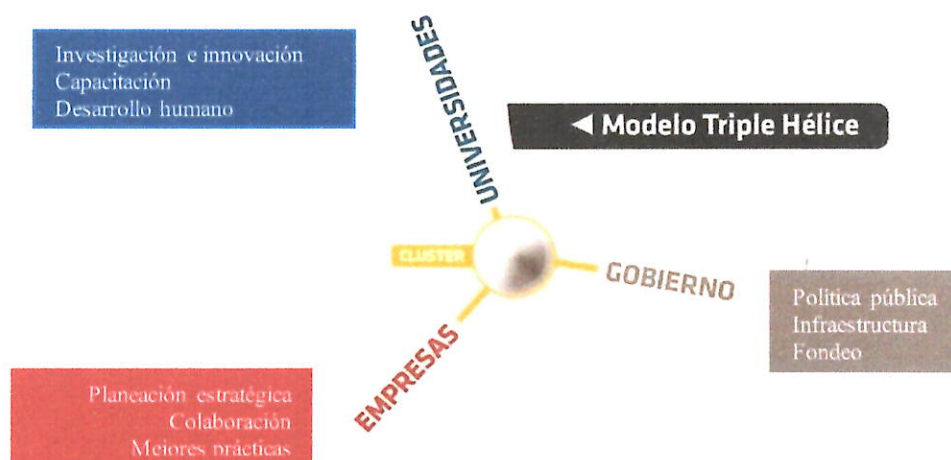 Investigación e innovación
Capacitación
Desarrollo humano
UNIVERSIDADES
◄ Modelo Triple Hélice
CLUSTER
GOBIERNO
Política pública
Infraestructura
Fondeo
EMPRESAS
Planeación estratégica
Colaboración
Mejores prácticas